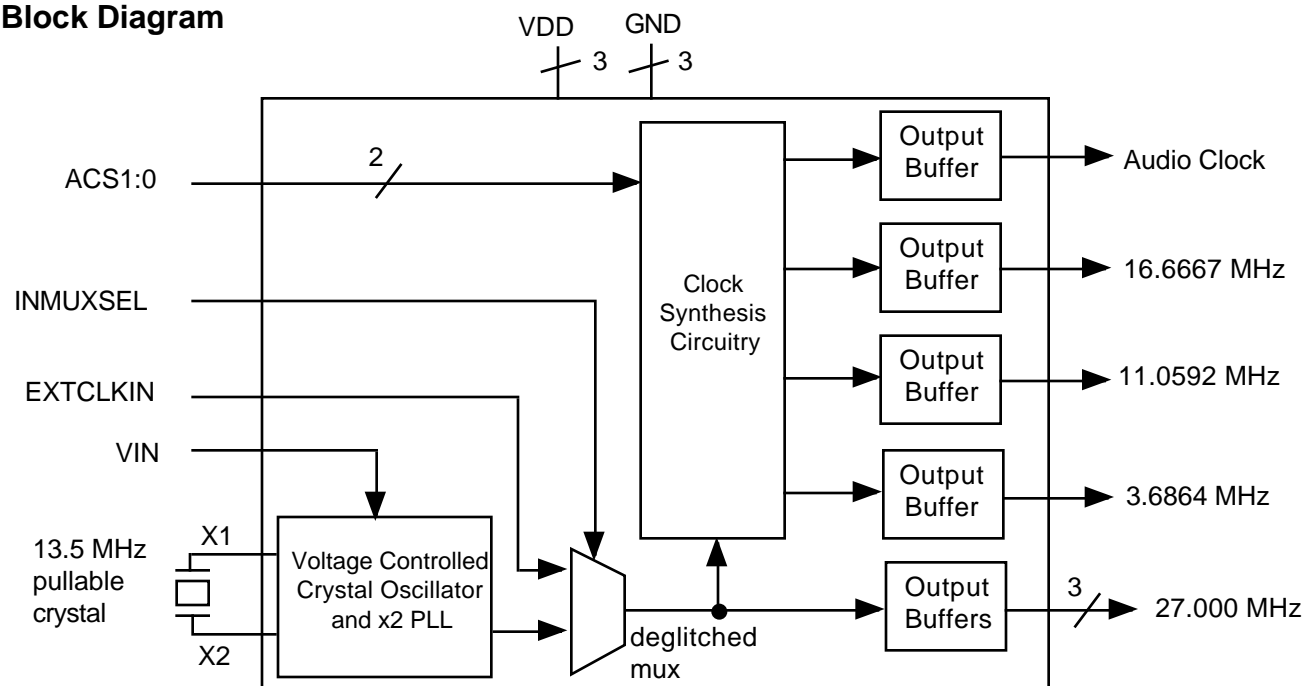 Block Diagram
VDD
GND
3
3
ACS1:0
2
INMUXSEL
EXTCLKIN
VIN
13.5 MHz
pullable
crystal
X1
X2
Voltage Controlled
Crystal Oscillator
and x2 PLL
deglitched
mux
Clock
Synthesis
Circuitry
Output
Buffer
Audio Clock
Output
Buffer
16.6667 MHz
Output
Buffer
11.0592 MHz
Output
Buffer
3.6864 MHz
Output
Buffers
3
27.000 MHz